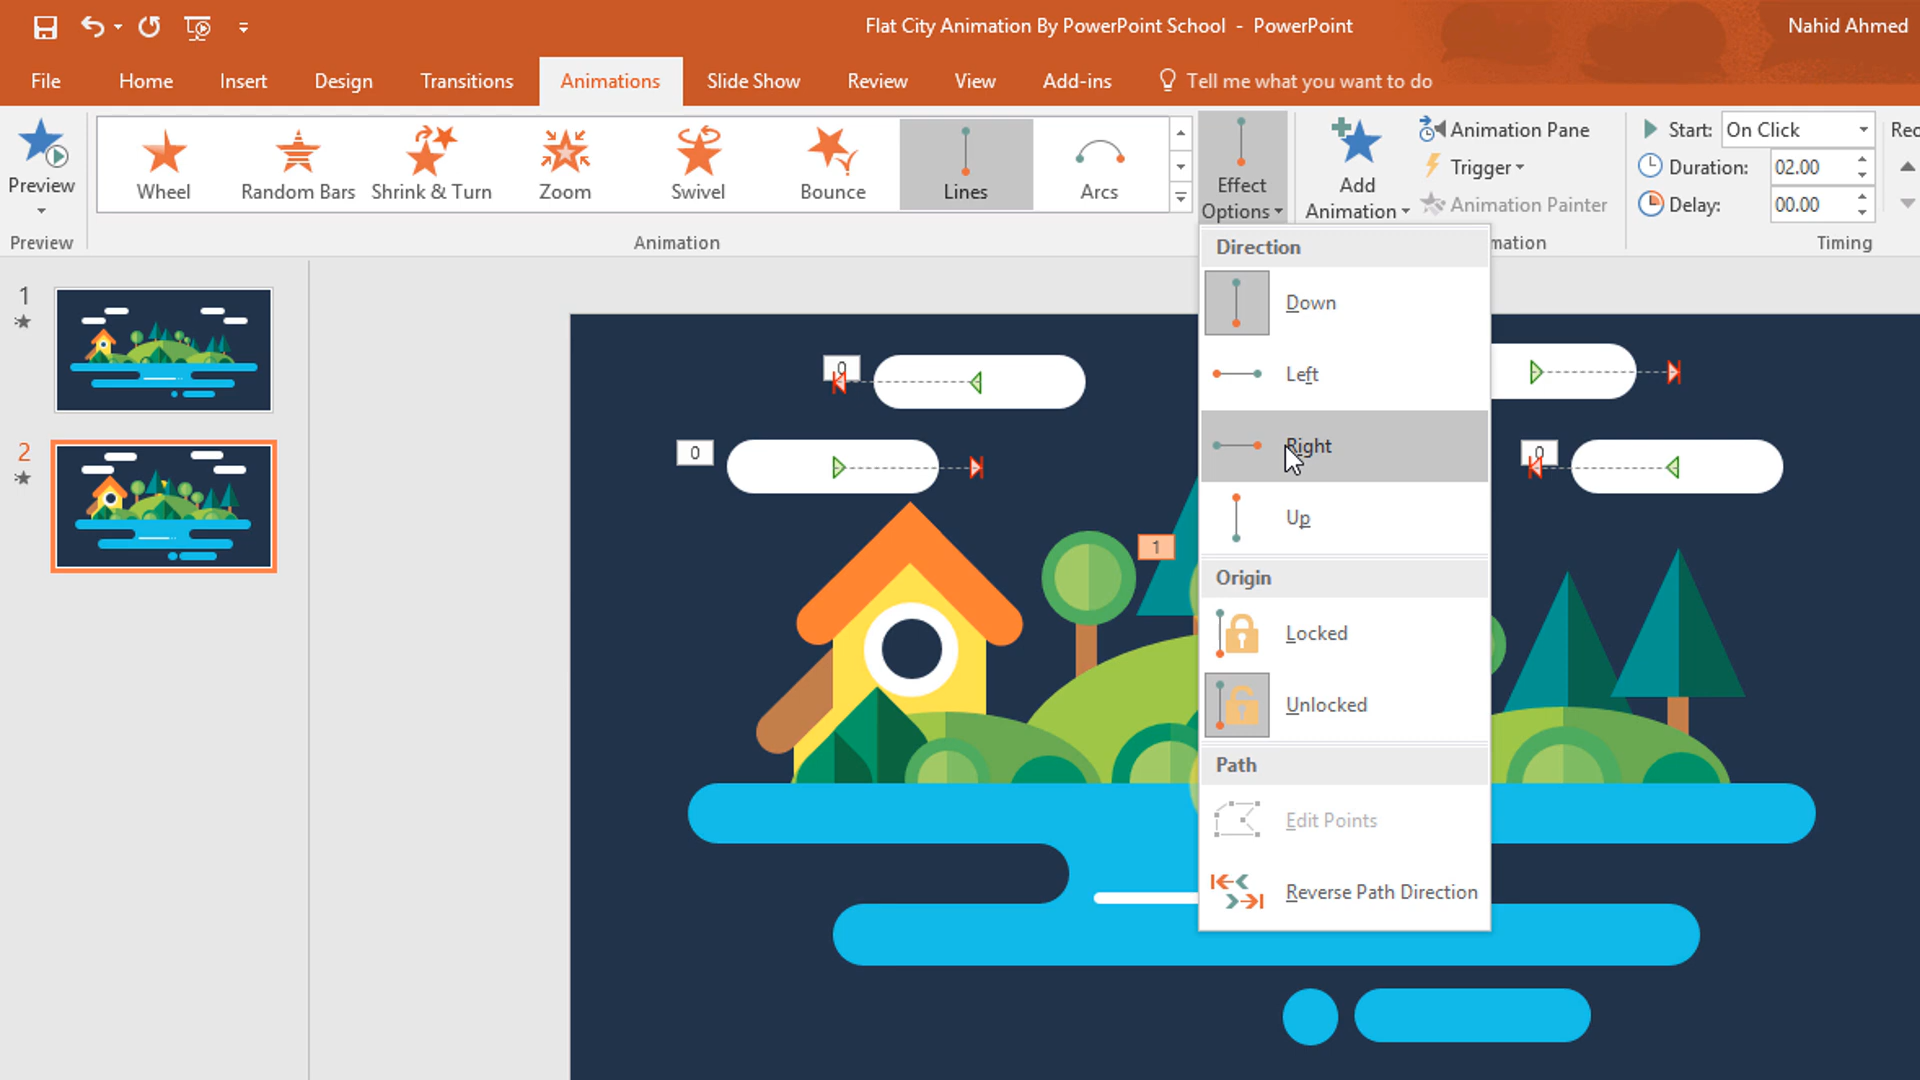 Flat City Animation By PowerPoint School - PowerPoint
Nahid Ahmed
File
Home
Insert
Design
Transitions
Animations
Slide Show
Review
View
Add-ins
Tell me what you want to do
Preview
Wheel
Random Bars
Shrink & Turn
Zoom
Swivel
Bounce
Lines
Arcs
Effect
Options
Add
Animation
Animation Pane
Trigger
Animation Painter
Start: On Click
Duration: 02.00
Delay: 00.00
Rec
Preview
Animation
mation
Timing
Direction
Down
Left
Right
Up
Origin
Locked
Unlocked
Path
Edit Points
Reverse Path Direction
1
2
0
0
0
1